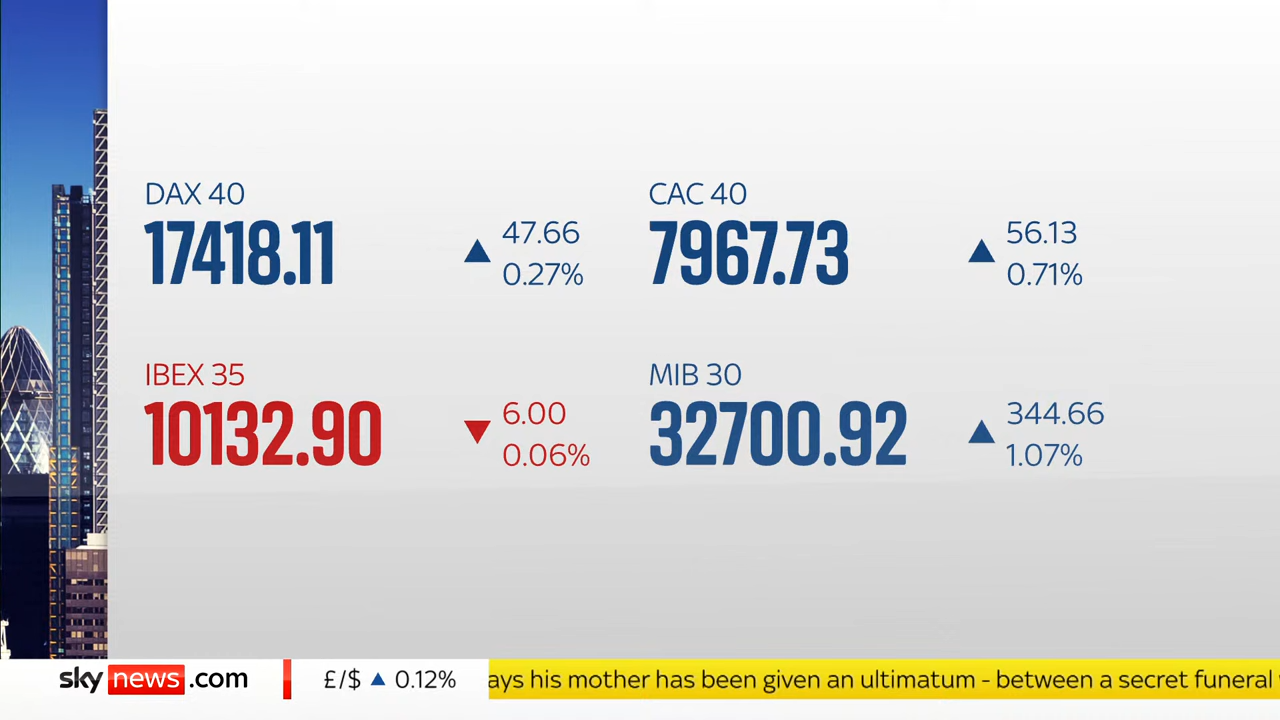 DAX 40
17418.11
47.66
0.27%
CAC 40
7967.73
56.13
0.71%
IBEX 35
10132.90
6.00
0.06%
MIB 30
32700.92
344.66
1.07%
sky news .com
£/$ 0.12%
ays his mother has been given an ultimatum - between a secret funeral